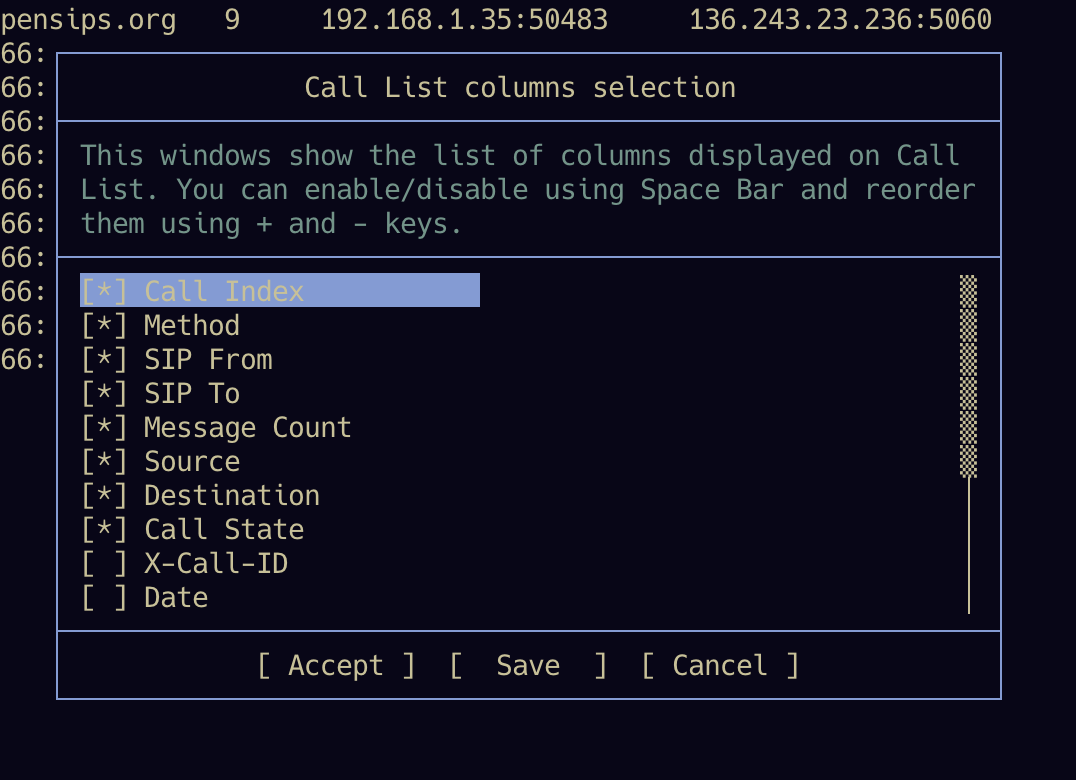 pensips.org 9 192.168.1.35:50483 136.243.23.236:5060
66:
66: Call List columns selection
66:
66: This windows show the list of columns displayed on Call
66: List. You can enable/disable using Space Bar and reorder
66: them using + and - keys.
66:
66: [*] Call Index
66: [*] Method
66: [*] SIP From
[*] SIP To
[*] Message Count
[*] Source
[*] Destination
[*] Call State
[ ] X-Call-ID
[ ] Date
[ Accept ] [ Save ] [ Cancel ]